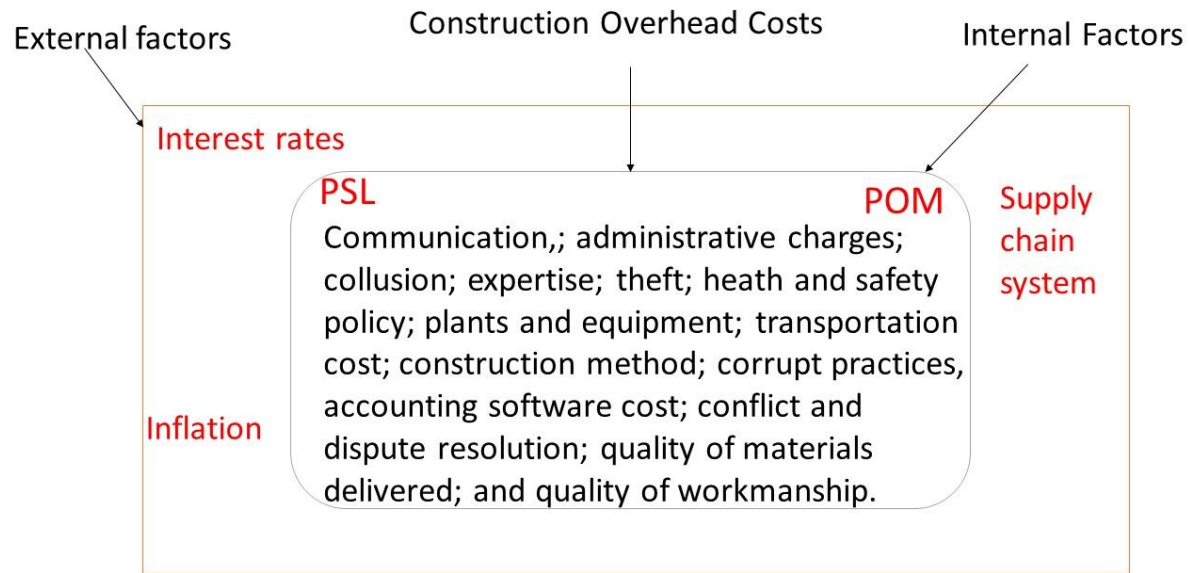 External factors
Construction Overhead Costs
Internal Factors
Interest rates
PSL
POM
Communication,; administrative charges;
collusion; expertise; theft; heath and safety
policy; plants and equipment; transportation
cost; construction method; corrupt practices,
accounting software cost; conflict and
dispute resolution; quality of materials
delivered; and quality of workmanship.
Supply
chain
system
Inflation